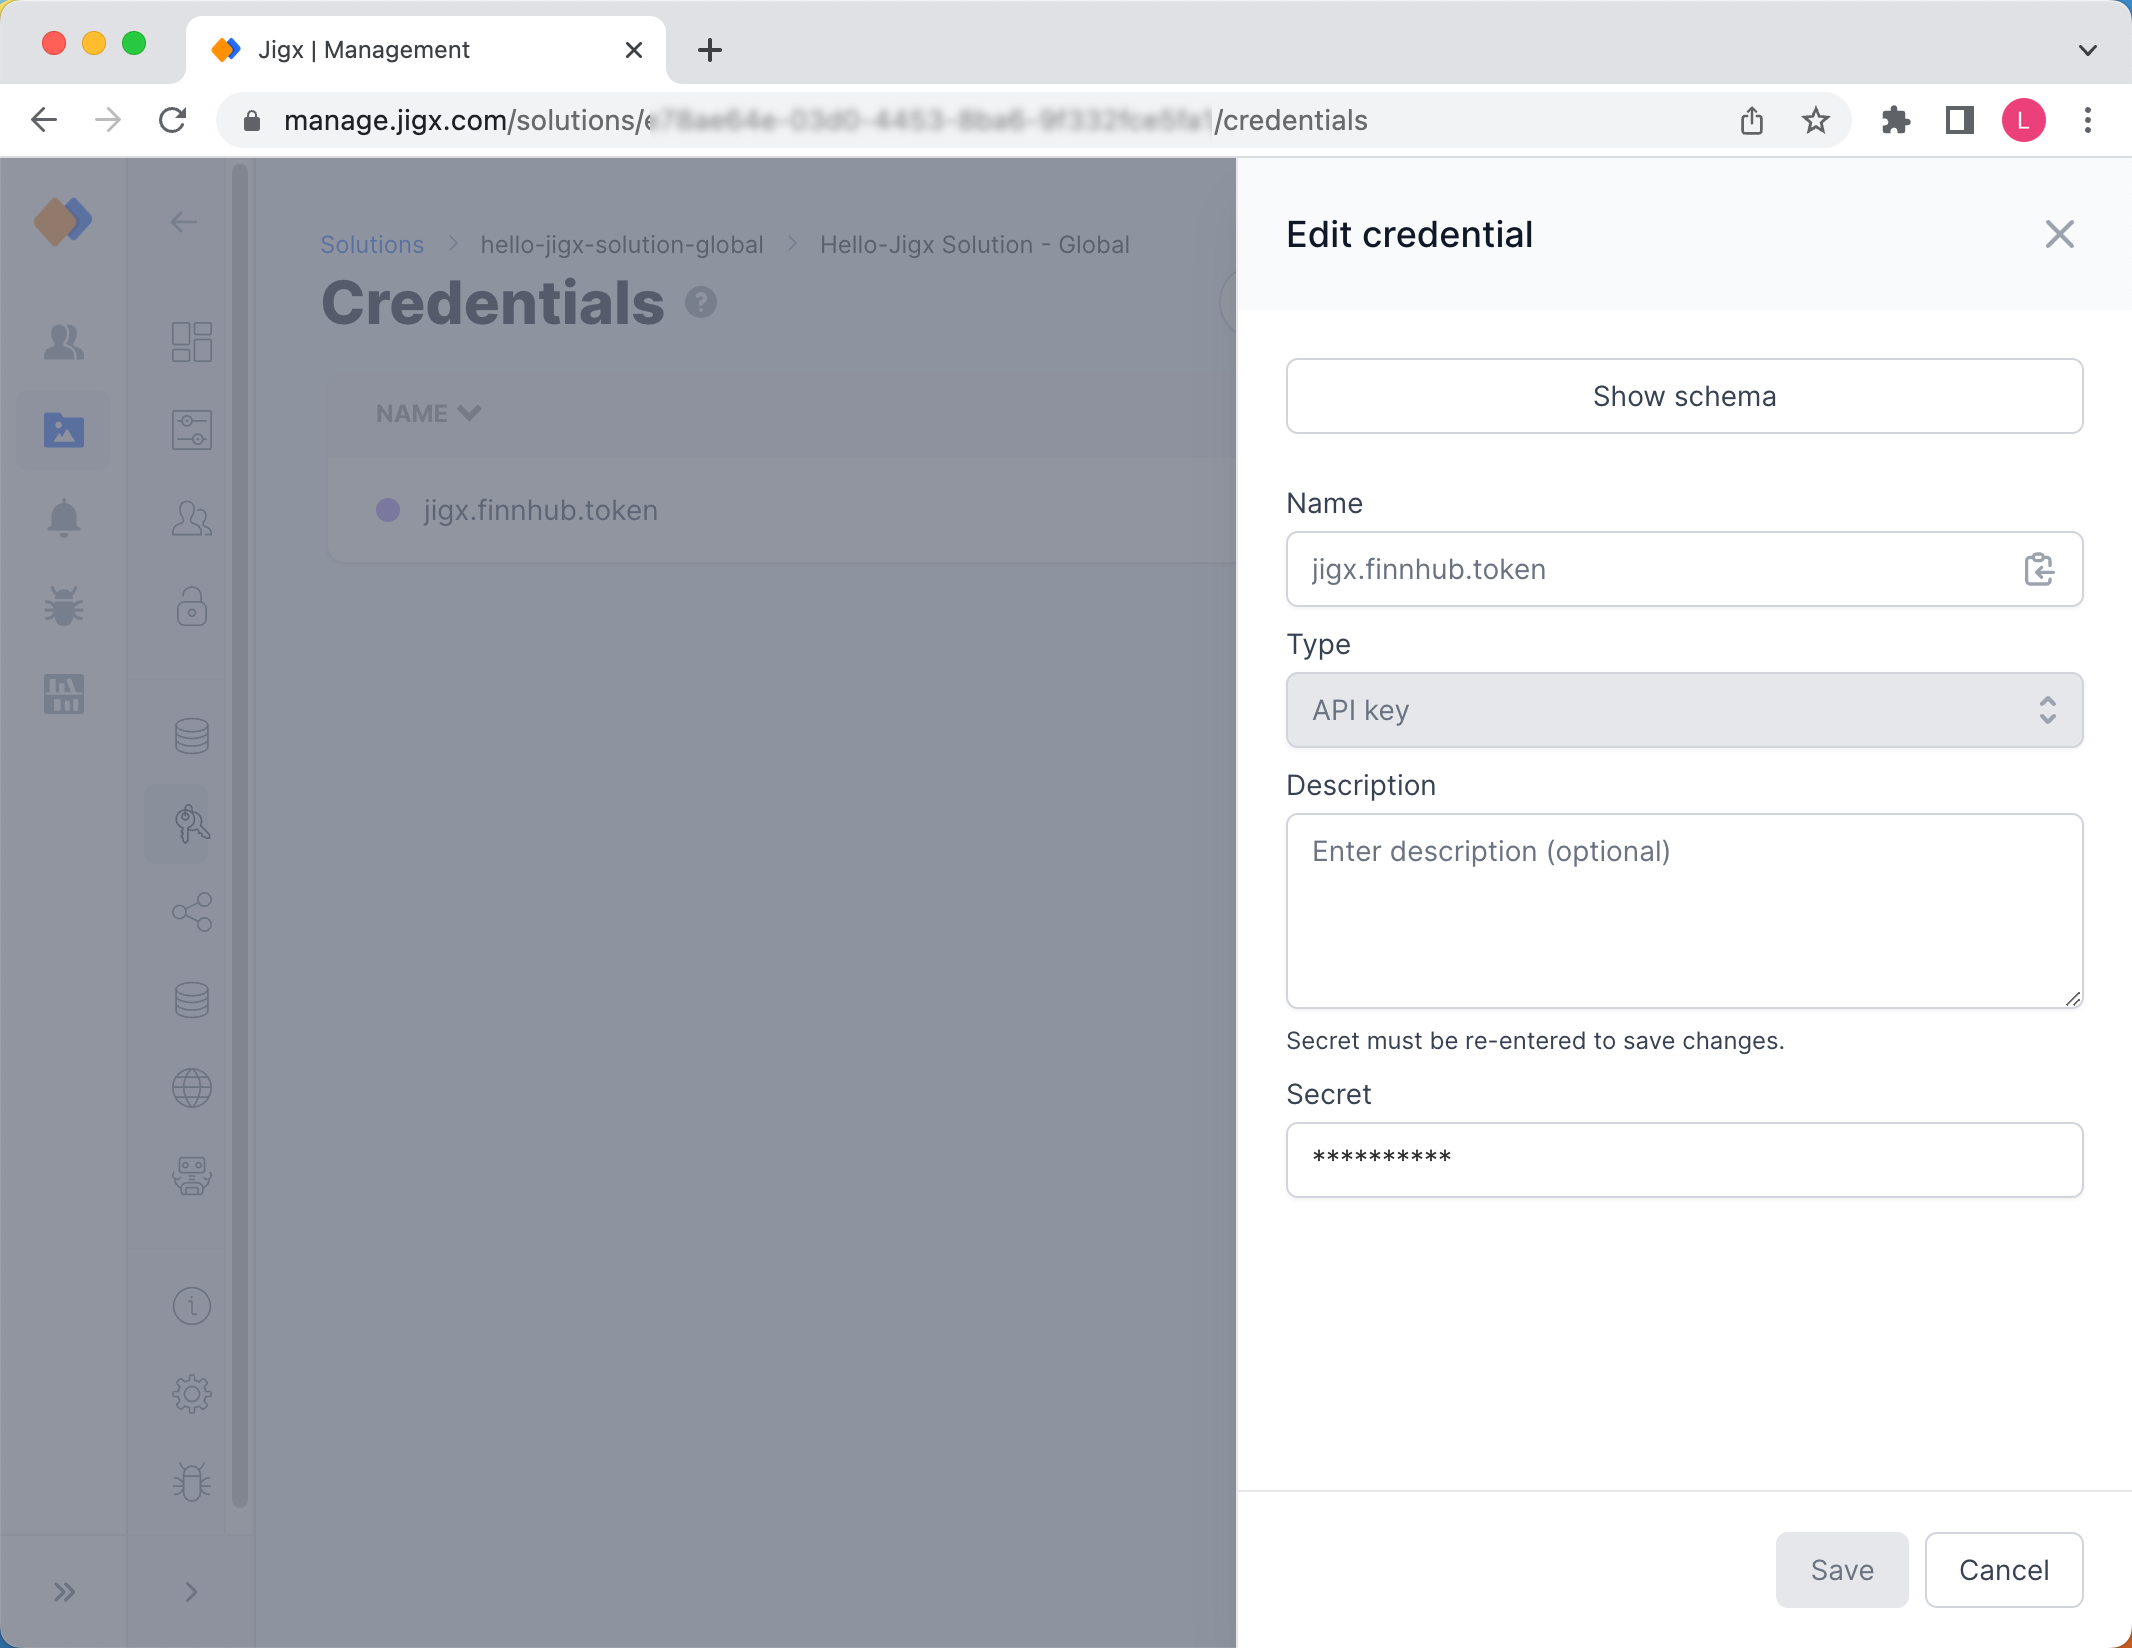 Jigx | Management
manage.jigx.com/solutions/ /credentials
L
Solutions > hello-jigx-solution-global > Hello-Jigx Solution - Global
Credentials ?
NAME
jigx.finnhub.token
Edit credential
Show schema
Name
jigx.finnhub.token
Type
API key
Description
Enter description (optional)
Secret must be re-entered to save changes.
Secret
**********
Save
Cancel